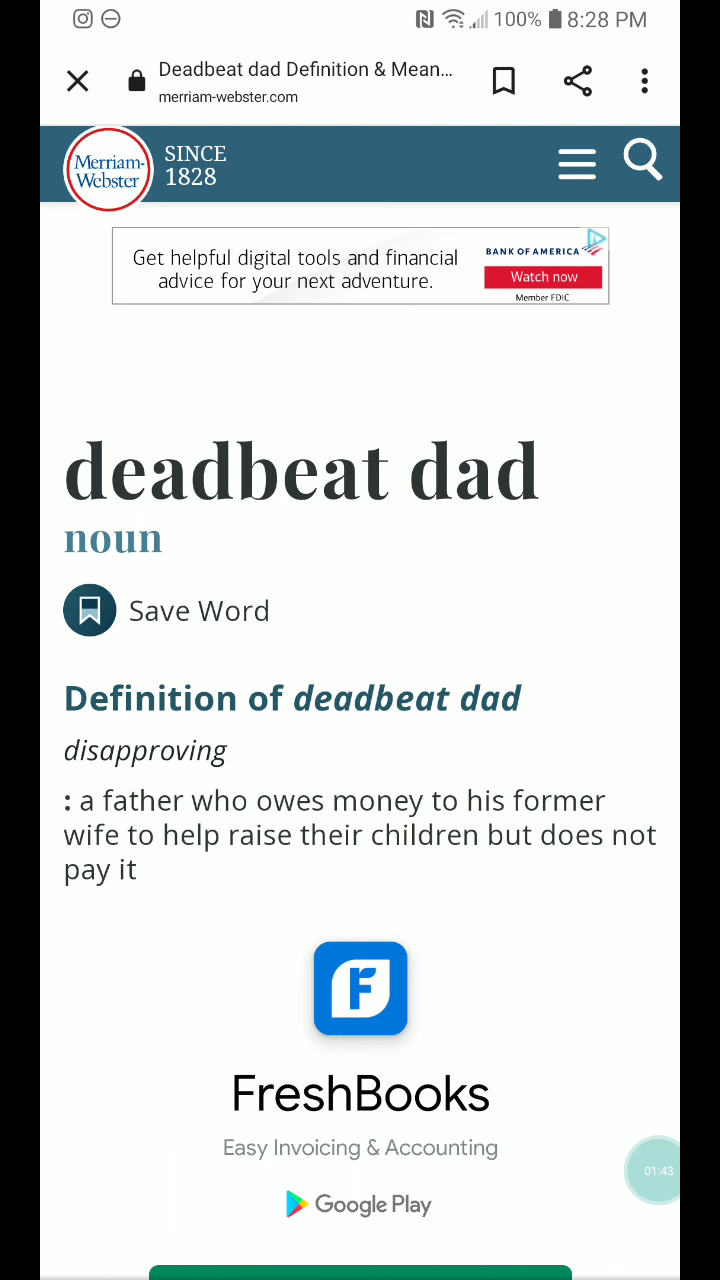 100% 8:28 PM
Deadbeat dad Definition & Mean...
merriam-webster.com
Merriam-
Webster
SINCE
1828
Get helpful digital tools and financial
advice for your next adventure.
BANK OF AMERICA
Watch now
Member FDIC
deadbeat dad
noun
Save Word
Definition of deadbeat dad
disapproving
: a father who owes money to his former
wife to help raise their children but does not
pay it
F
FreshBooks
Easy Invoicing & Accounting
Google Play
01:43